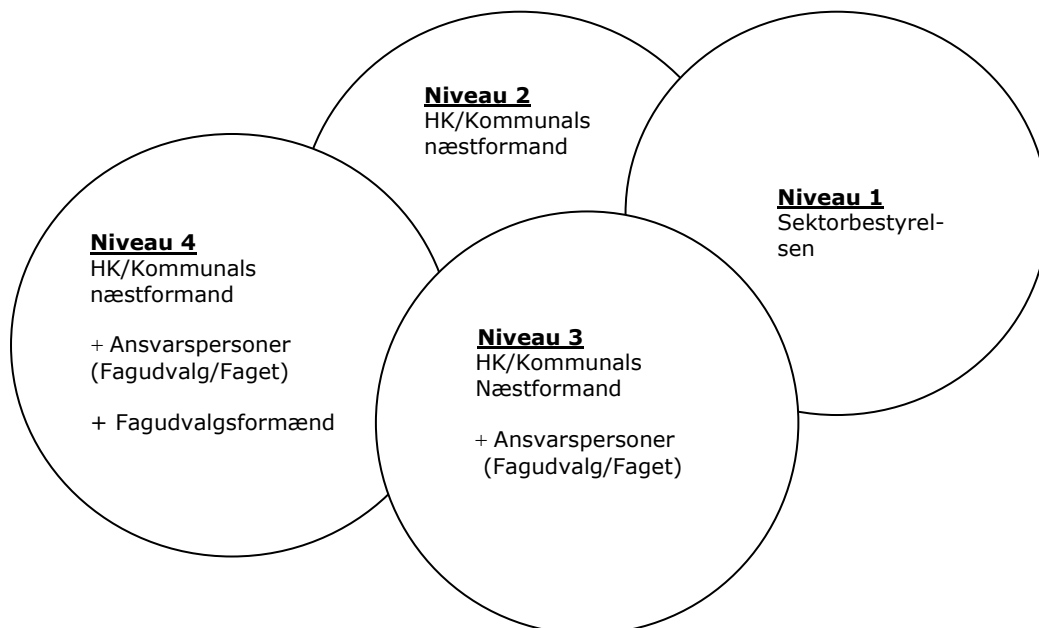 Niveau 2
HK/Kommunals
næstformand
Niveau 1
Sektorbestyrel-
sen
Niveau 4
HK/Kommunals
næstformand
+ Ansvarspersoner
(Fagudvalg/Faget)
+ Fagudvalgsformænd
Niveau 3
HK/Kommunals
Næstformand
+ Ansvarspersoner
(Fagudvalg/Faget)